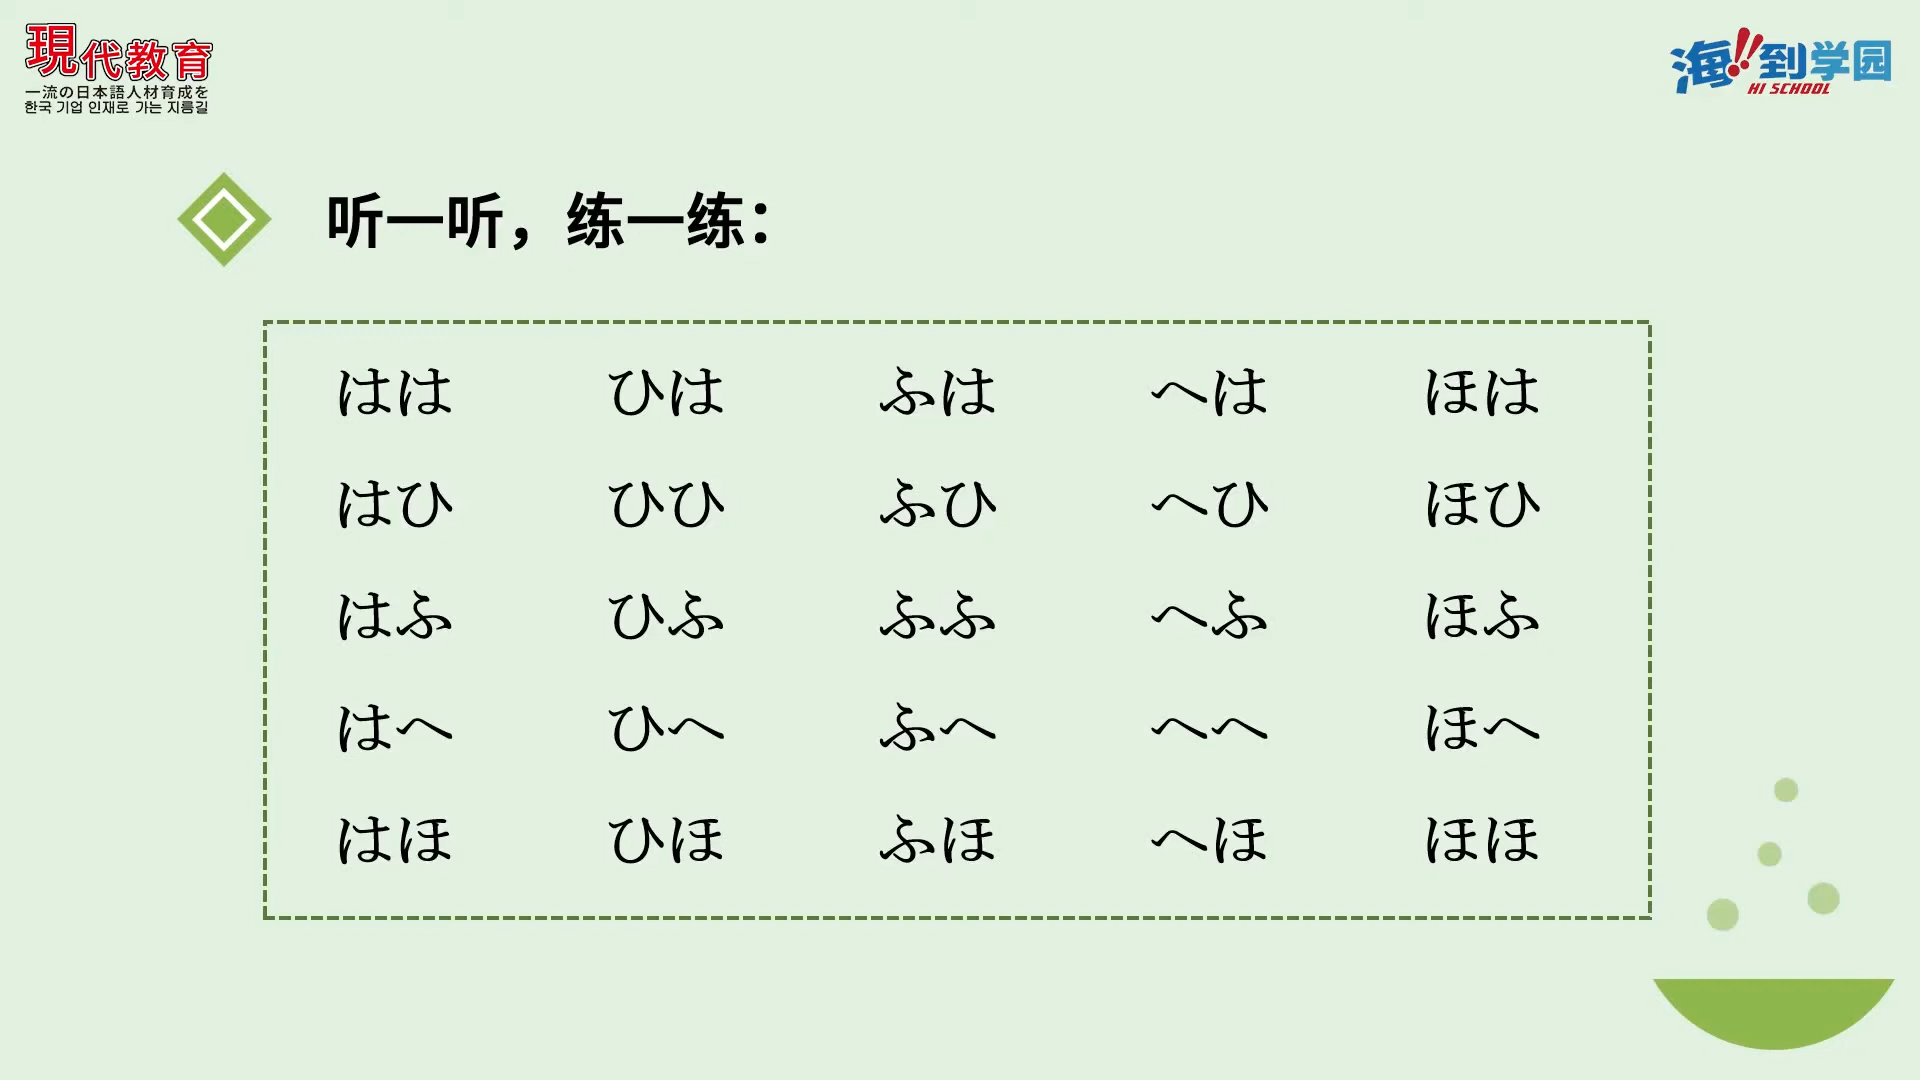 現代教育
一流の日本語人材育成を
한국 기업 인재로 가는 지름길
海!!到学园
HI SCHOOL
听一听，练一练：
はは ひは ふは へは ほは
はひ ひひ ふひ へひ ほひ
はふ ひふ ふふ へふ ほふ
はへ ひへ ふへ へへ ほへ
はほ ひほ ふほ へほ ほほ